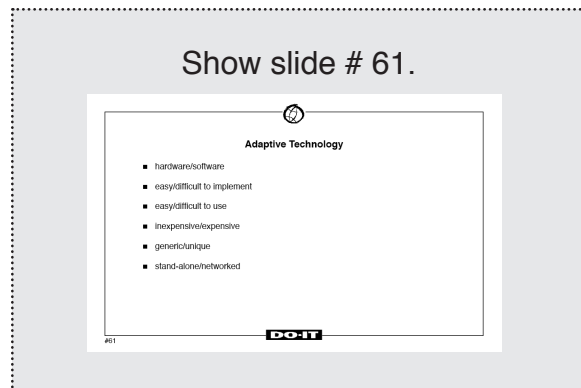 Show slide # 61.
Adaptive Technology
■ hardware/software
■ easy/difficult to implement
■ easy/difficult to use
■ inexpensive/expensive
■ generic/unique
■ stand-alone/networked
DO-IT
#61